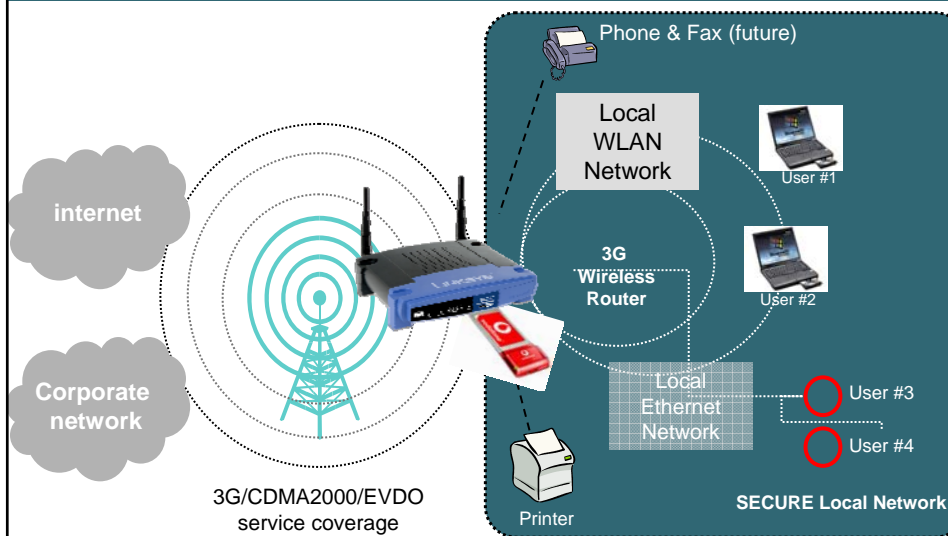 Phone & Fax (future)
Local
WLAN
Network
User #1
internet
3G
Wireless
Router
User #2
LINKSYS
Corporate
network
Local
Ethernet
Network
User #3
User #4
3G/CDMA2000/EVDO
service coverage
Printer
SECURE Local Network